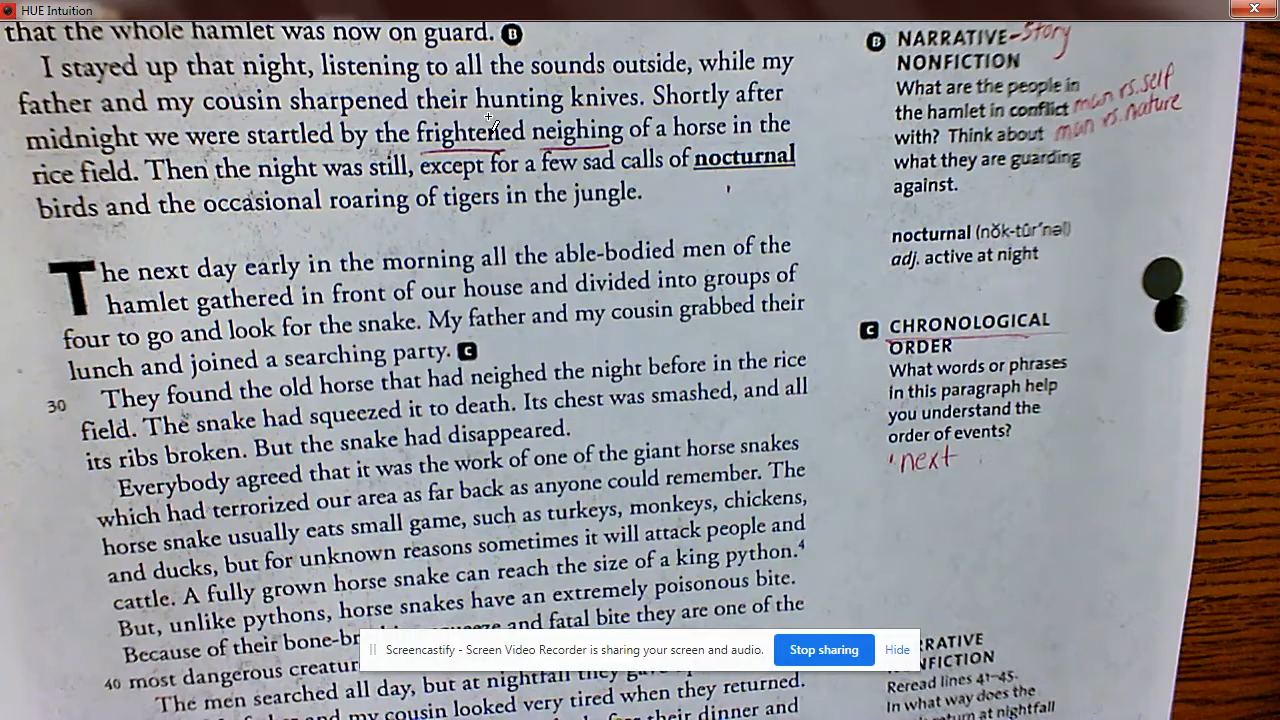 HUE Intuition
that the whole hamlet was now on guard. B
I stayed up that night, listening to all the sounds outside, while my
father and my cousin sharpened their hunting knives. Shortly after
midnight we were startled by the frightened neighing of a horse in the
rice field. Then the night was still, except for a few sad calls of nocturnal
birds and the occasional roaring of tigers in the jungle.
The next day early in the morning all the able-bodied men of the
hamlet gathered in front of our house and divided into groups of
four to go and look for the snake. My father and my cousin grabbed their
lunch and joined a searching party. C
They found the old horse that had neighed the night before in the rice
30 field. The snake had squeezed it to death. Its chest was smashed, and all
its ribs broken. But the snake had disappeared.
Everybody agreed that it was the work of one of the giant horse snakes
which had terrorized our area as far back as anyone could remember. The
horse snake usually eats small game, such as turkeys, monkeys, chickens,
and ducks, but for unknown reasons sometimes it will attack people and
cattle. A fully grown horse snake can reach the size of a king python.4
But, unlike pythons, horse snakes have an extremely poisonous bite.
Because of their and fatal bite they are one of the
40 most dangerous
The men searched all day, but at nightfall they
and my cousin looked very tired when they returned.
their dinner and
B NARRATIVE-story
NONFICTION
What are the people in
the hamlet in conflict man vs. self
with? Think about man vs. nature
what they are guarding
against.
nocturnal (nŏk-tûr′nəl)
adj. active at night
C CHRONOLOGICAL
ORDER
What words or phrases
in this paragraph help
you understand the
order of events?
next
Reread lines 41–45.
In what way does the
at nightfall
Screencastify - Screen Video Recorder is sharing your screen and audio.
Stop sharing
Hide